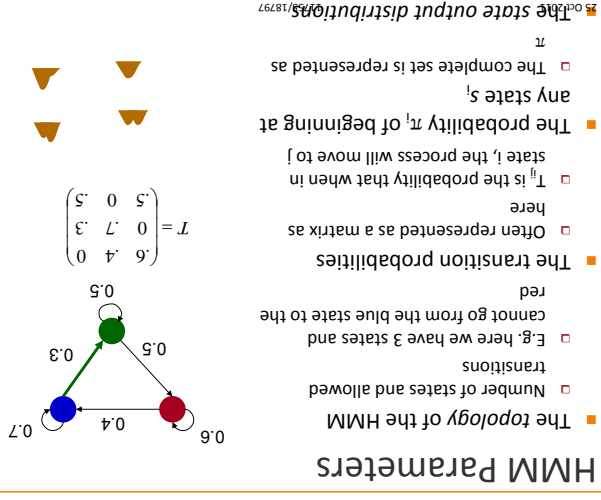 HMM Parameters
The topology of the HMM
Number of states and allowed
transitions
E.g. here we have 3 states and
cannot go from the blue state to the
red
The transition probabilities
Often represented as a matrix as
here
Tij is the probability that when in
state i, the process will move to j
The probability πi of beginning at
any state si
The complete set is represented as
π
The state output distributions
0.6
0.4
0.7
0.5
0.3
0.5
T =
.6 .4 0
0 .7 .3
.5 0 .5
25 Oct
11755/18797